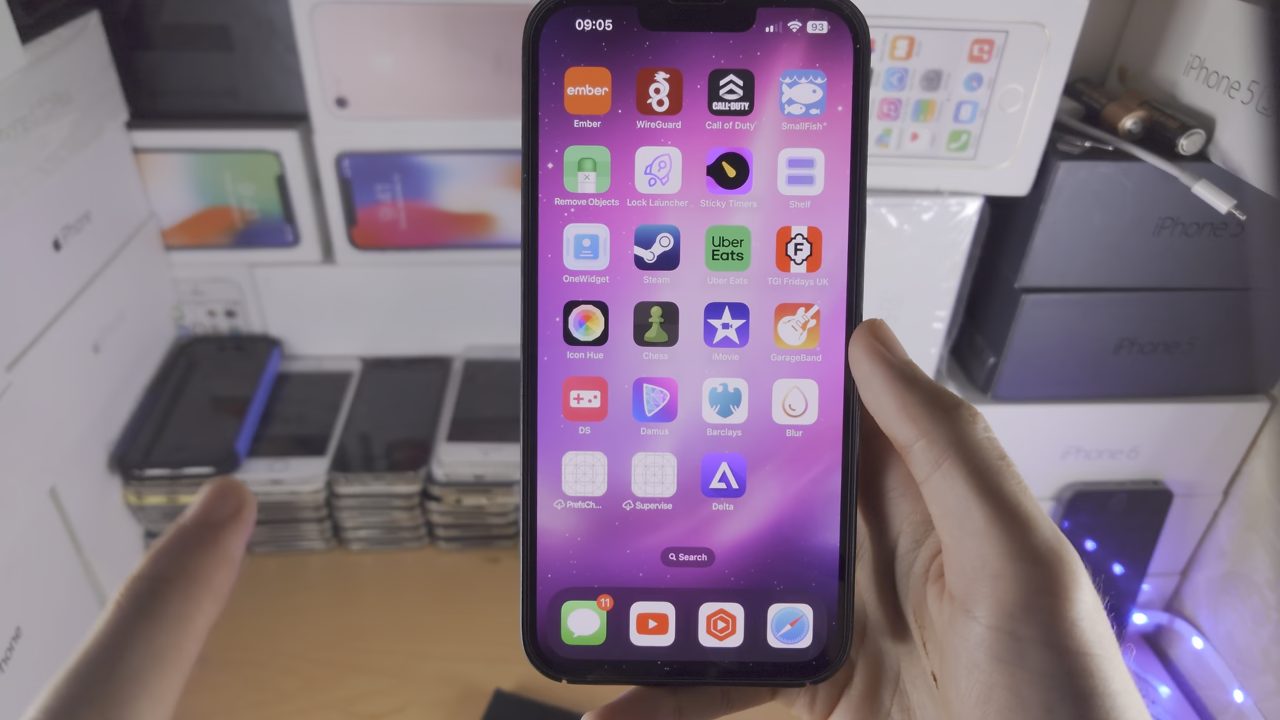 09:05
93
ember
CALL·DUTY
Ember
WireGuard
Call of Duty
SmallFish
Remove Objects
Lock Launcher
Sticky Timers
Shelf
Uber
Eats
F
OneWidget
Steam
Uber Eats
TGI Fridays UK
Icon Hue
Chess
iMovie
GarageBand
DS
Damus
Barclays
Blur
PrefsCh...
Supervise
Delta
Search
11
iPhone
iPhone 5
iPhone 5
iPhone 5
iPhone 6